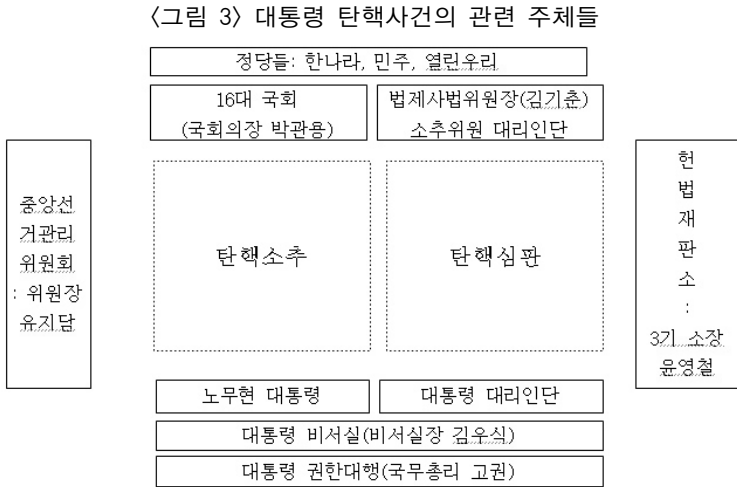 〈그림 3〉 대통령 탄핵사건의 관련 주체들
정당들: 한나라, 민주, 열린우리
16대 국회
(국회의장 박관용)
법제사법위원장(김기춘)
소추위원 대리인단
중앙선
거관리
위원회
: 위원장
유지담
탄핵소추
탄핵심판
헌
법
재
판
소
:
3기 소장
윤영철
노무현 대통령
대통령 대리인단
대통령 비서실(비서실장 김우식)
대통령 권한대행(국무총리 고권)